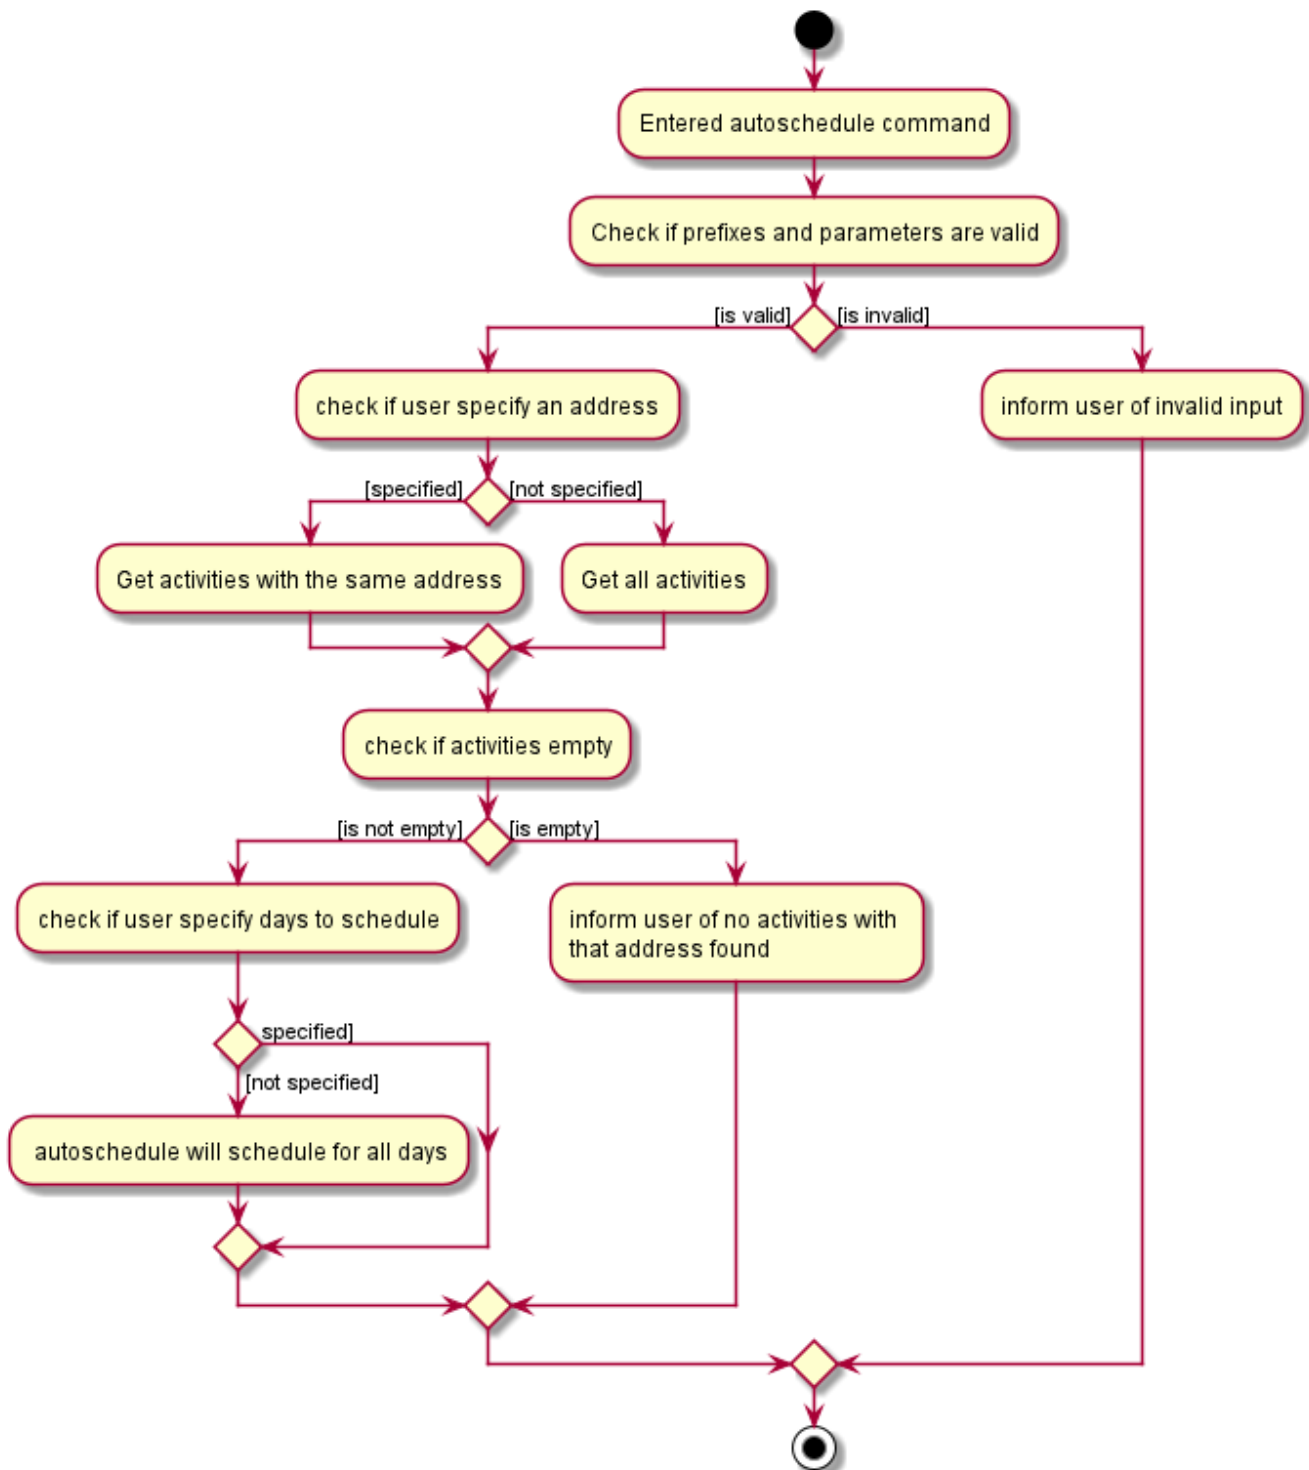 Entered autoschedule command
Check if prefixes and parameters are valid
[is valid]
[is invalid]
check if user specify an address
inform user of invalid input
[specified]
[not specified]
Get activities with the same address
Get all activities
check if activities empty
[is not empty]
[is empty]
check if user specify days to schedule
inform user of no activities with
that address found
specified]
[not specified]
autoschedule will schedule for all days